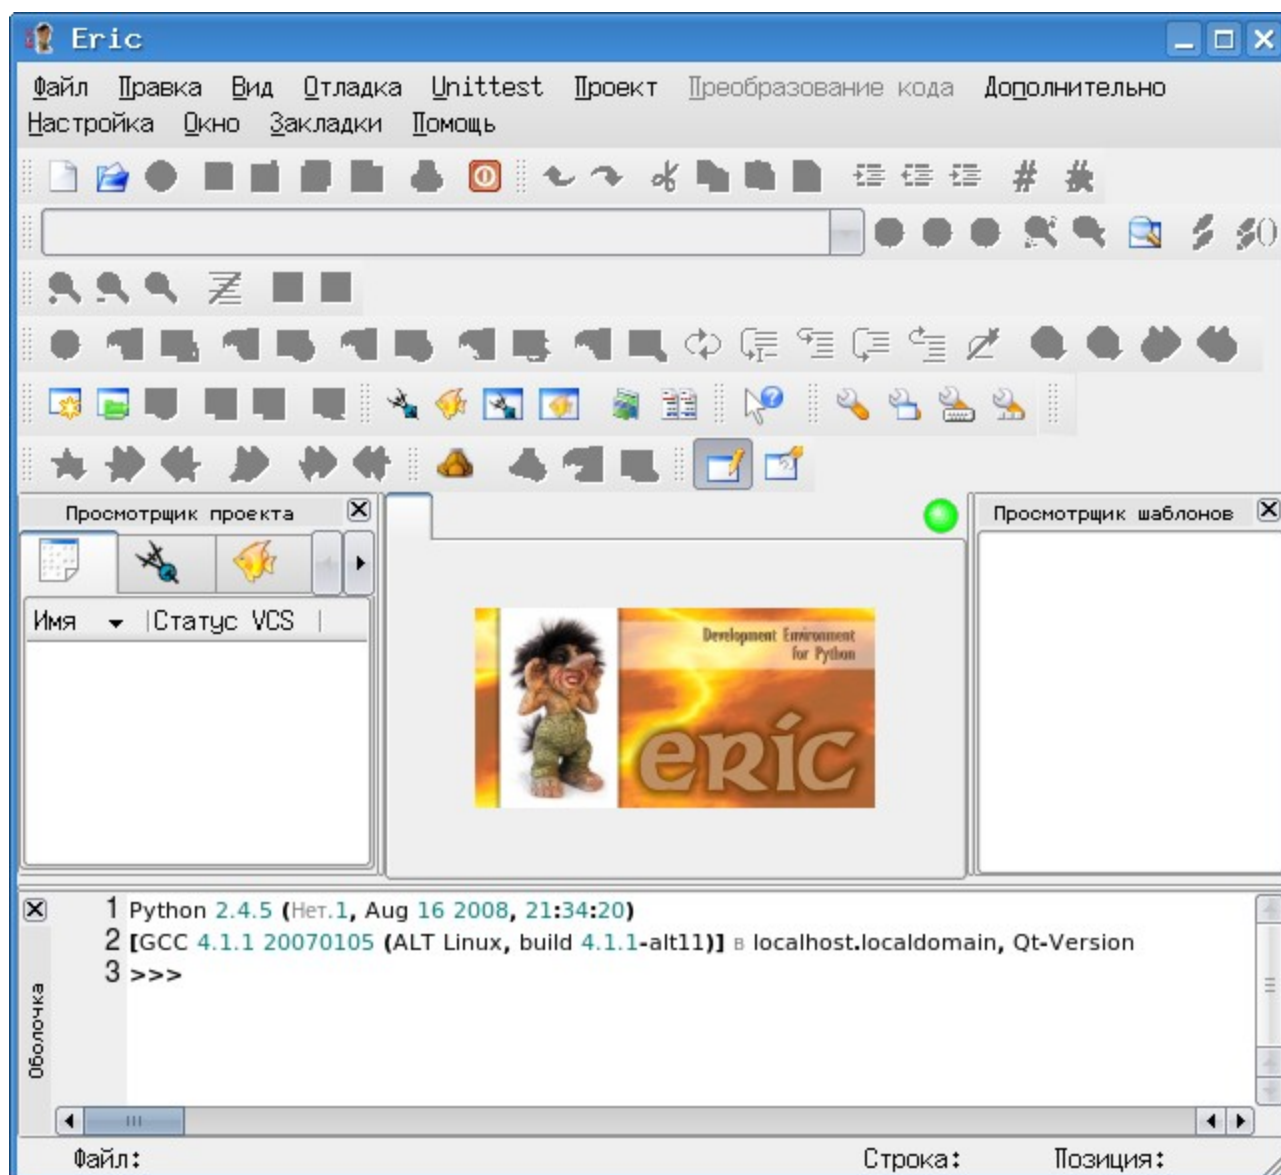 Eric
Файл Правка Вид Отладка Unittest Проект Преобразование кода Дополнительно
Настройка Окно Закладки Помощь
Просмотрщик проекта
Просмотрщик шаблонов
Имя Статус VCS
Development Environment
for Python
eric
1 Python 2.4.5 (Нет.1, Aug 16 2008, 21:34:20)
2 [GCC 4.1.1 20070105 (ALT Linux, build 4.1.1-alt11)] в localhost.localdomain, Qt-Version
3 >>>
Оболочка
Файл: Строка: Позиция: